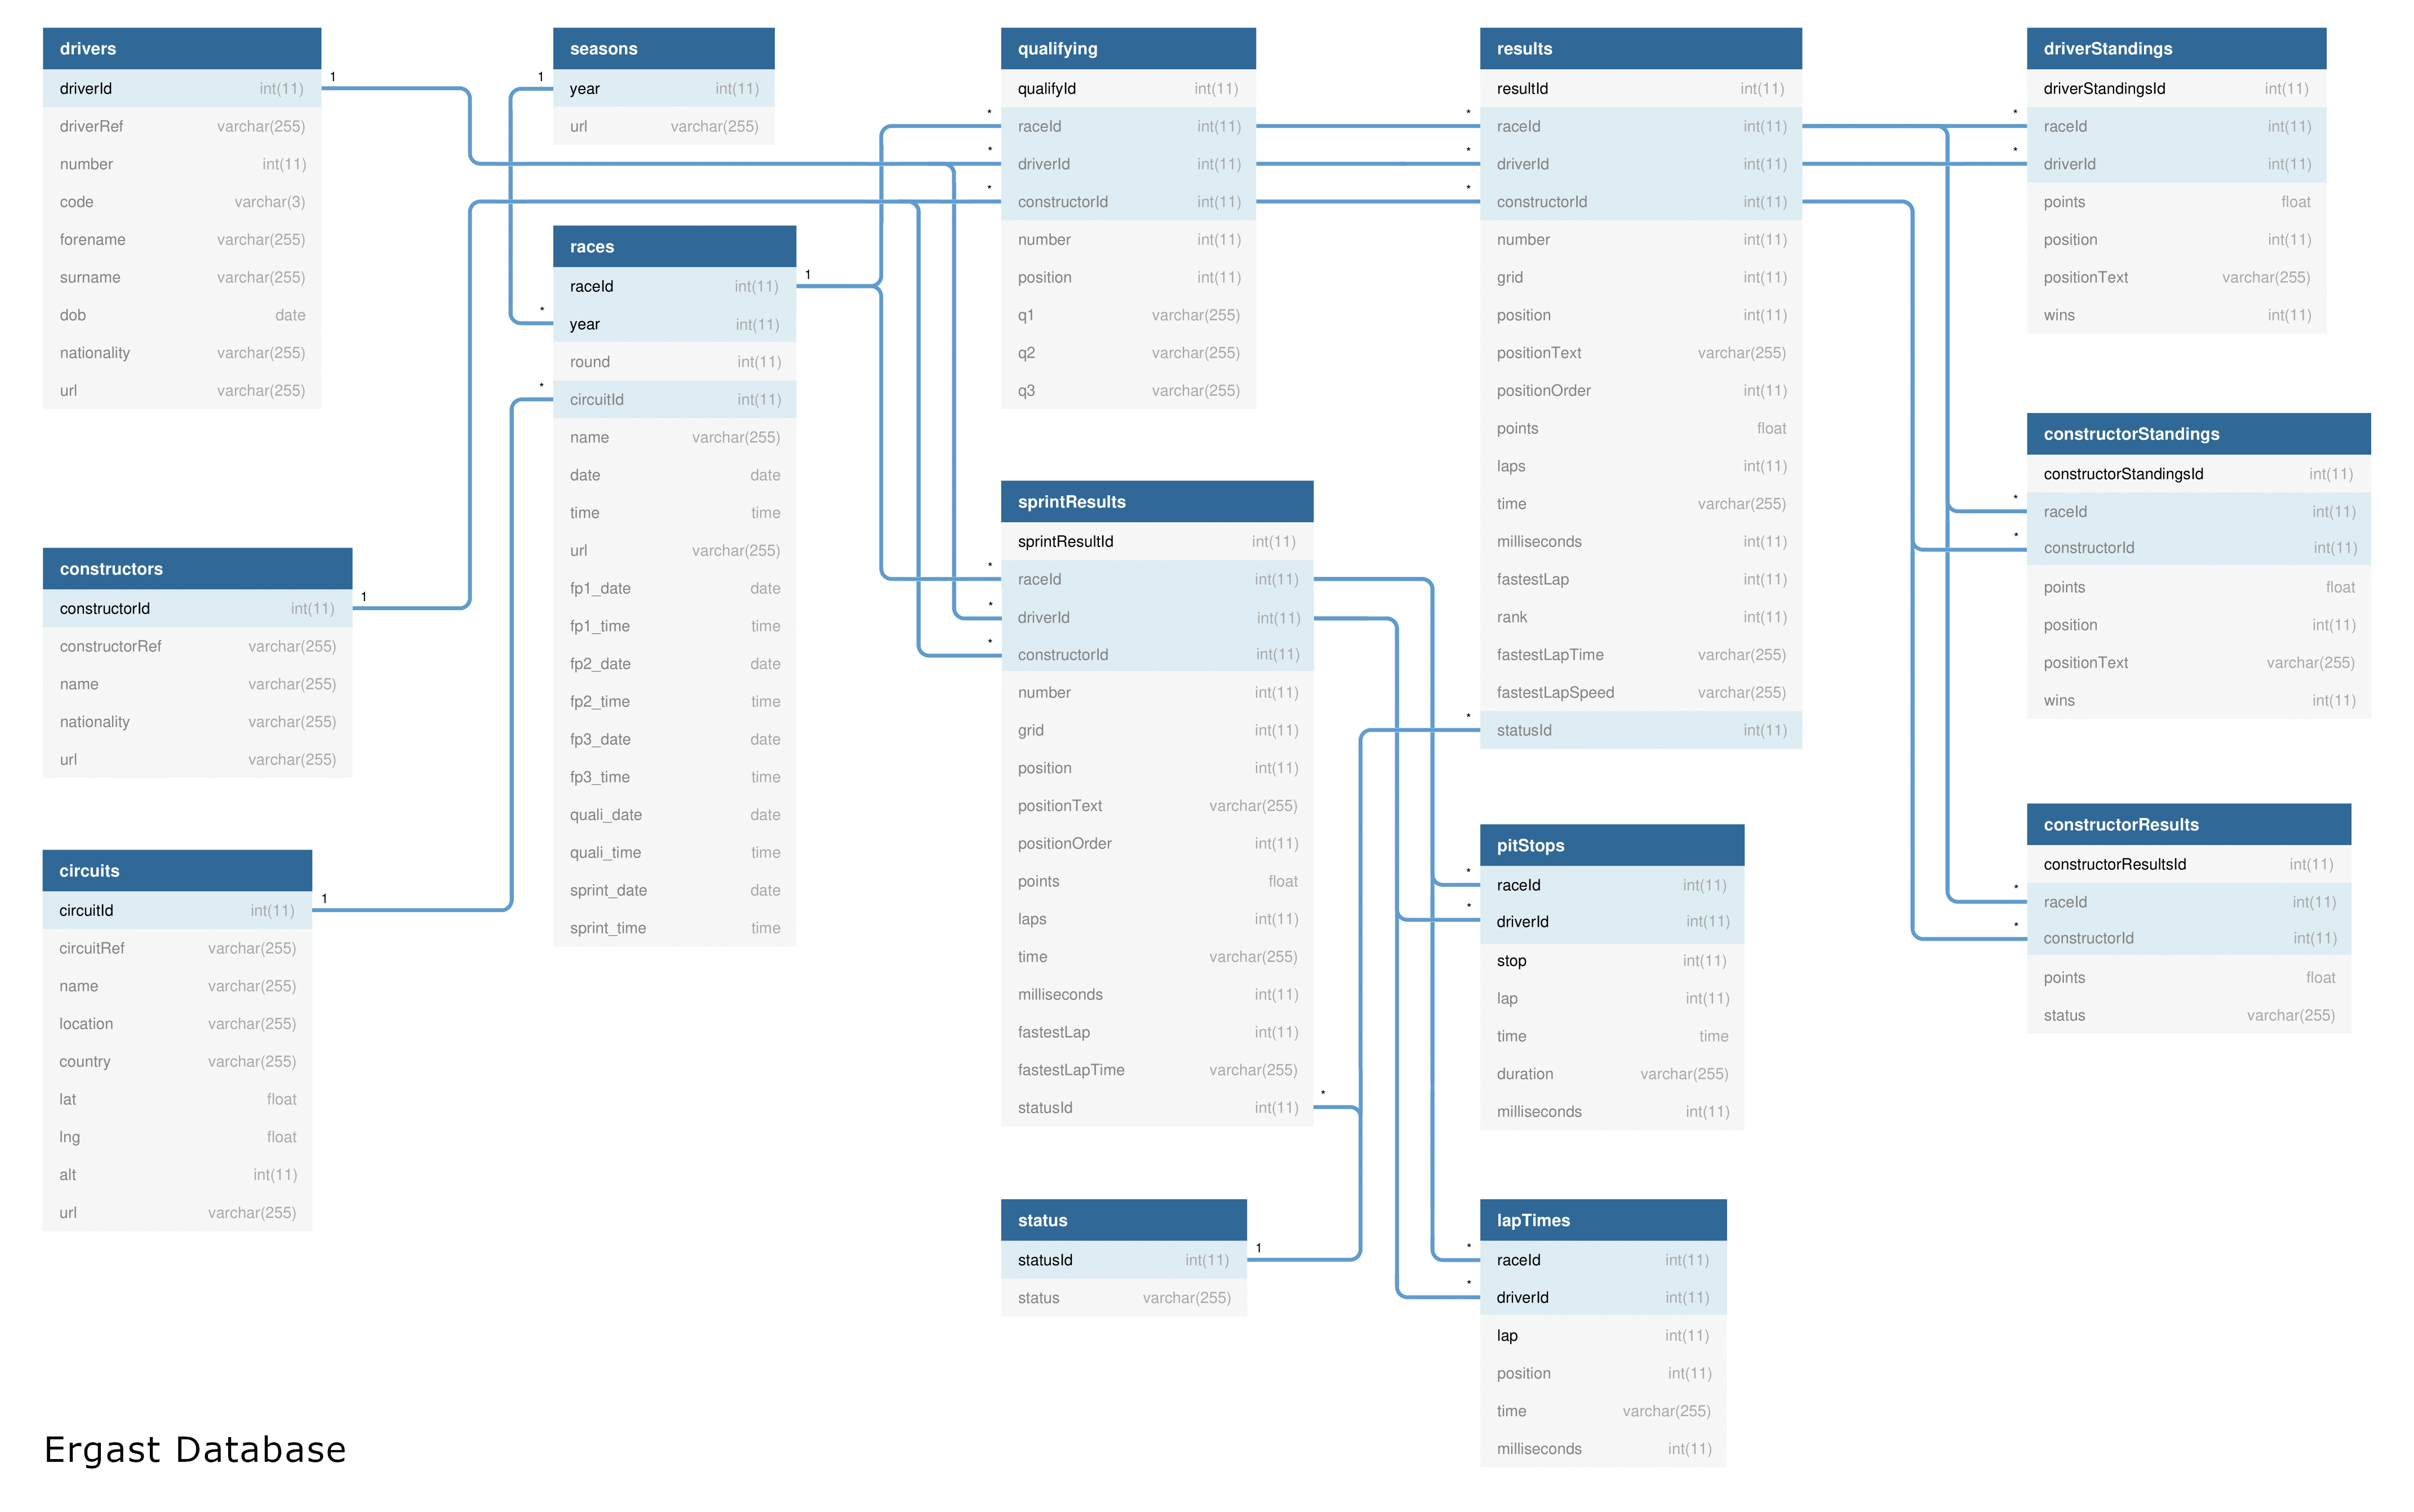 drivers
1
driverId int(11)
driverRef varchar(255)
number int(11)
code varchar(3)
forename varchar(255)
surname varchar(255)
dob date
nationality varchar(255)
url varchar(255)
constructors
1
constructorId int(11)
constructorRef varchar(255)
name varchar(255)
nationality varchar(255)
url varchar(255)
circuits
1
circuitId int(11)
circuitRef varchar(255)
name varchar(255)
location varchar(255)
country varchar(255)
lat float
lng float
alt int(11)
url varchar(255)
seasons
1
year int(11)
url varchar(255)
races
1
raceId int(11)
*
year int(11)
round int(11)
*
circuitId int(11)
name varchar(255)
date date
time time
url varchar(255)
fp1_date date
fp1_time time
fp2_date date
fp2_time time
fp3_date date
fp3_time time
quali_date date
quali_time time
sprint_date date
sprint_time time
qualifying
qualifyId int(11)
*
raceId int(11)
*
driverId int(11)
*
constructorId int(11)
number int(11)
position int(11)
q1 varchar(255)
q2 varchar(255)
q3 varchar(255)
sprintResults
sprintResultId int(11)
*
raceId int(11)
*
driverId int(11)
*
constructorId int(11)
number int(11)
grid int(11)
position int(11)
positionText varchar(255)
positionOrder int(11)
points float
laps int(11)
time varchar(255)
milliseconds int(11)
fastestLap int(11)
fastestLapTime varchar(255)
*
statusId int(11)
status
1
statusId int(11)
status varchar(255)
results
resultId int(11)
*
raceId int(11)
*
driverId int(11)
*
constructorId int(11)
number int(11)
grid int(11)
position int(11)
positionText varchar(255)
positionOrder int(11)
points float
laps int(11)
time varchar(255)
milliseconds int(11)
fastestLap int(11)
rank int(11)
fastestLapTime varchar(255)
fastestLapSpeed varchar(255)
*
statusId int(11)
pitStops
*
raceId int(11)
*
driverId int(11)
stop int(11)
lap int(11)
time time
duration varchar(255)
milliseconds int(11)
lapTimes
*
raceId int(11)
*
driverId int(11)
lap int(11)
position int(11)
time varchar(255)
milliseconds int(11)
driverStandings
driverStandingsId int(11)
*
raceId int(11)
*
driverId int(11)
points float
position int(11)
positionText varchar(255)
wins int(11)
constructorStandings
constructorStandingsId int(11)
*
raceId int(11)
*
constructorId int(11)
points float
position int(11)
positionText varchar(255)
wins int(11)
constructorResults
constructorResultsId int(11)
*
raceId int(11)
*
constructorId int(11)
points float
status varchar(255)
Ergast Database